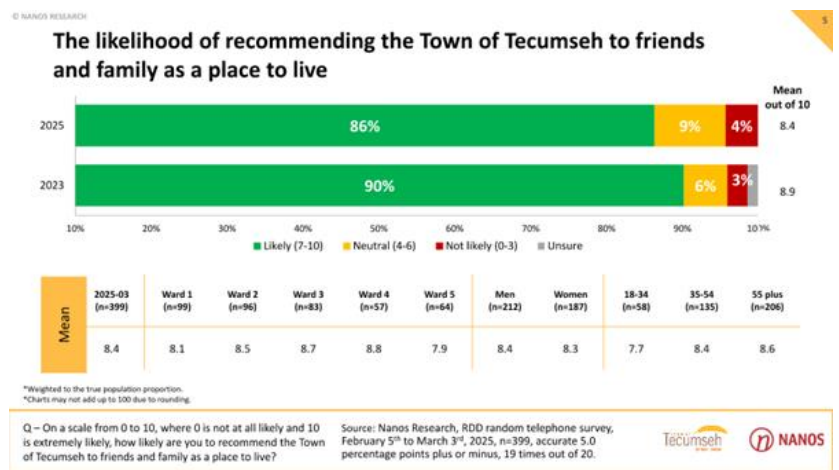 © NANOS RESEARCH
5
The likelihood of recommending the Town of Tecumseh to friends
and family as a place to live
Mean
out of 10
2025
86%
9%
4%
8.4
2023
90%
6%
3%
8.9
10%
20%
30%
40%
50%
60%
70%
80%
90%
100%
Likely (7-10)
Neutral (4-6)
Not likely (0-3)
Unsure
Mean
2025-03 Ward 1 Ward 2 Ward 3 Ward 4 Ward 5 Men Women 18-34 35-54 55 plus
(n=399) (n=99) (n=96) (n=83) (n=57) (n=64) (n=212) (n=187) (n=58) (n=135) (n=206)
8.4 8.1 8.5 8.7 8.8 7.9 8.4 8.3 7.7 8.4 8.6
*Weighted to the true population proportion.
*Charts may not add up to 100 due to rounding.
Q – On a scale from 0 to 10, where 0 is not at all likely and 10
is extremely likely, how likely are you to recommend the Town
of Tecumseh to friends and family as a place to live?
Source: Nanos Research, RDD random telephone survey,
February 5th to March 3rd, 2025, n=399, accurate 5.0
percentage points plus or minus, 19 times out of 20.
Tecumseh
NANOS